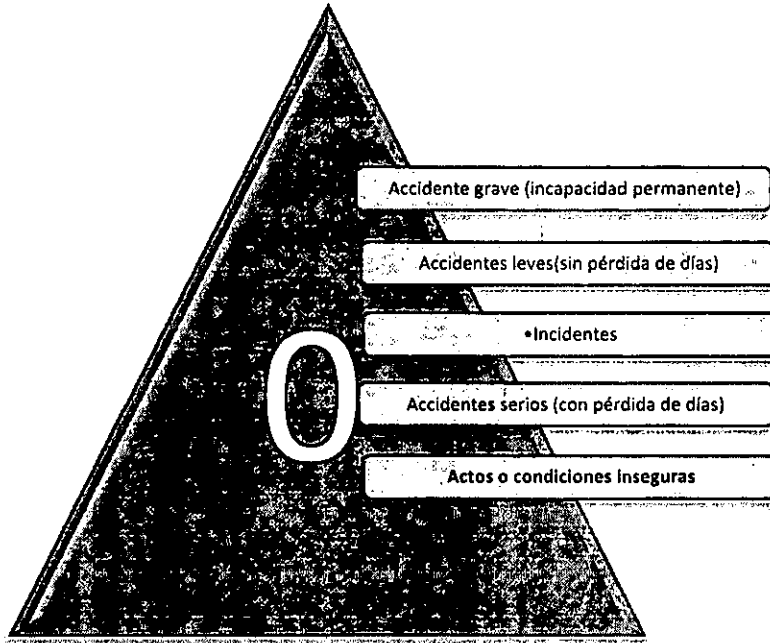 Accidente grave (incapacidad permanente)
Accidentes leves(sin pérdida de días)
•Incidentes
0
Accidentes serios (con pérdida de días)
Actos o condiciones inseguras